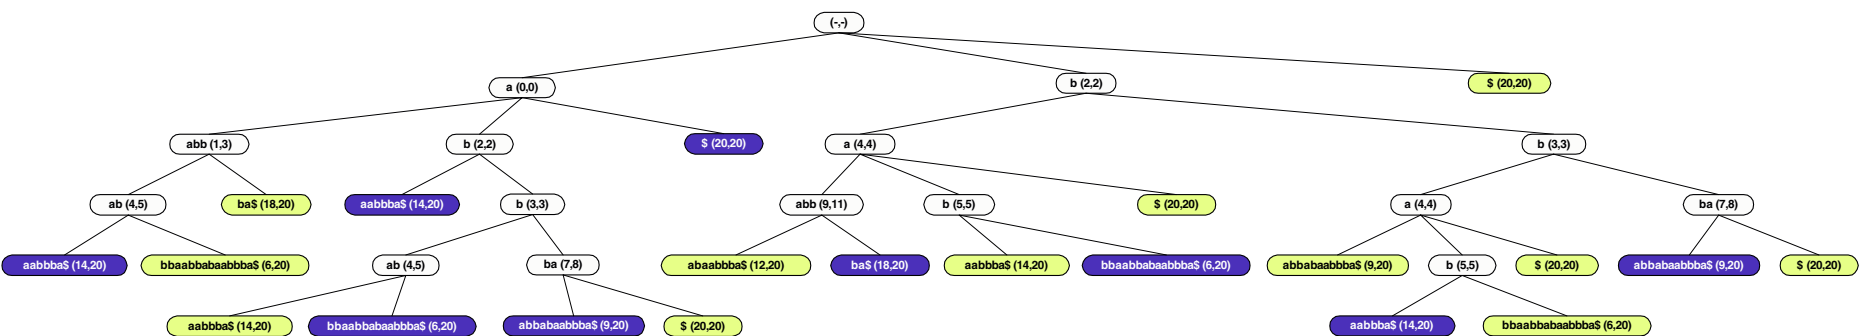 (-,-)
a (0,0)
b (2,2)
$ (20,20)
abb (1,3)
b (2,2)
$ (20,20)
a (4,4)
b (3,3)
ab (4,5)
ba$ (18,20)
aabbba$ (14,20)
b (3,3)
abb (9,11)
b (5,5)
$ (20,20)
a (4,4)
ba (7,8)
aabbba$ (14,20)
bbaabbabaabbba$ (6,20)
ab (4,5)
ba (7,8)
abaabbba$ (12,20)
ba$ (18,20)
aabbba$ (14,20)
bbaabbabaabbba$ (6,20)
abbabaabbba$ (9,20)
b (5,5)
$ (20,20)
abbabaabbba$ (9,20)
$ (20,20)
aabbba$ (14,20)
bbaabbabaabbba$ (6,20)
abbabaabbba$ (9,20)
$ (20,20)
aabbba$ (14,20)
bbaabbabaabbba$ (6,20)